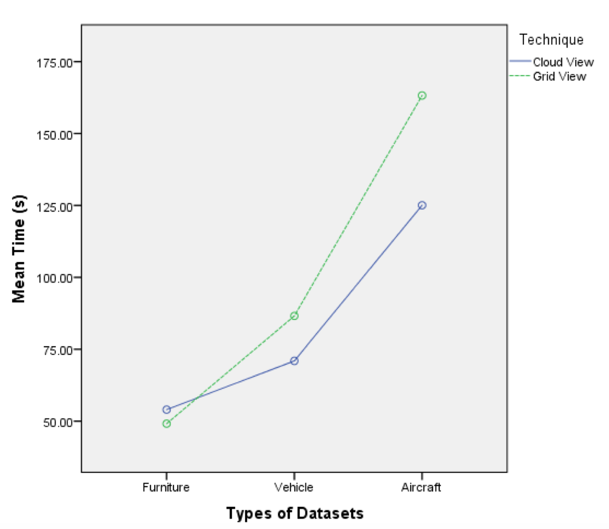 Technique
Cloud View
Grid View
175.00
150.00
125.00
100.00
75.00
50.00
Mean Time (s)
Furniture
Vehicle
Aircraft
Types of Datasets